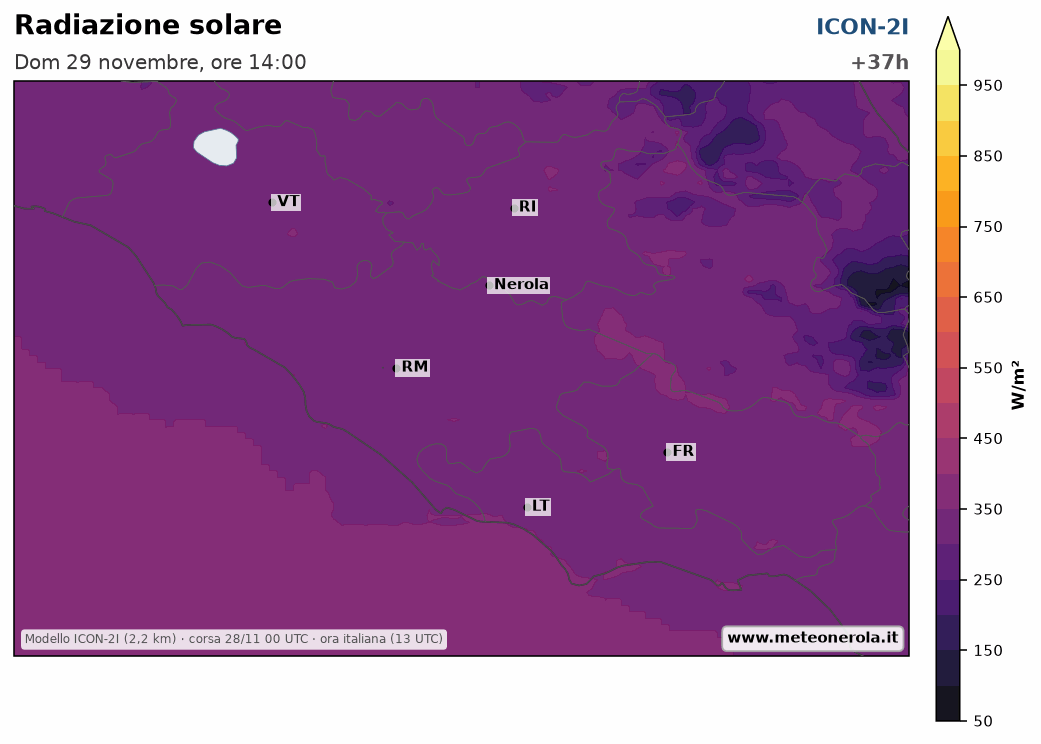 Radiazione solare
ICON-2I
Dom 29 novembre, ore 14:00
+37h
950
850
750
650
550
450
350
250
150
50
W/m²
VT
RI
Nerola
RM
FR
LT
Modello ICON-2I (2,2 km) · corsa 28/11 00 UTC · ora italiana (13 UTC)
www.meteonerola.it